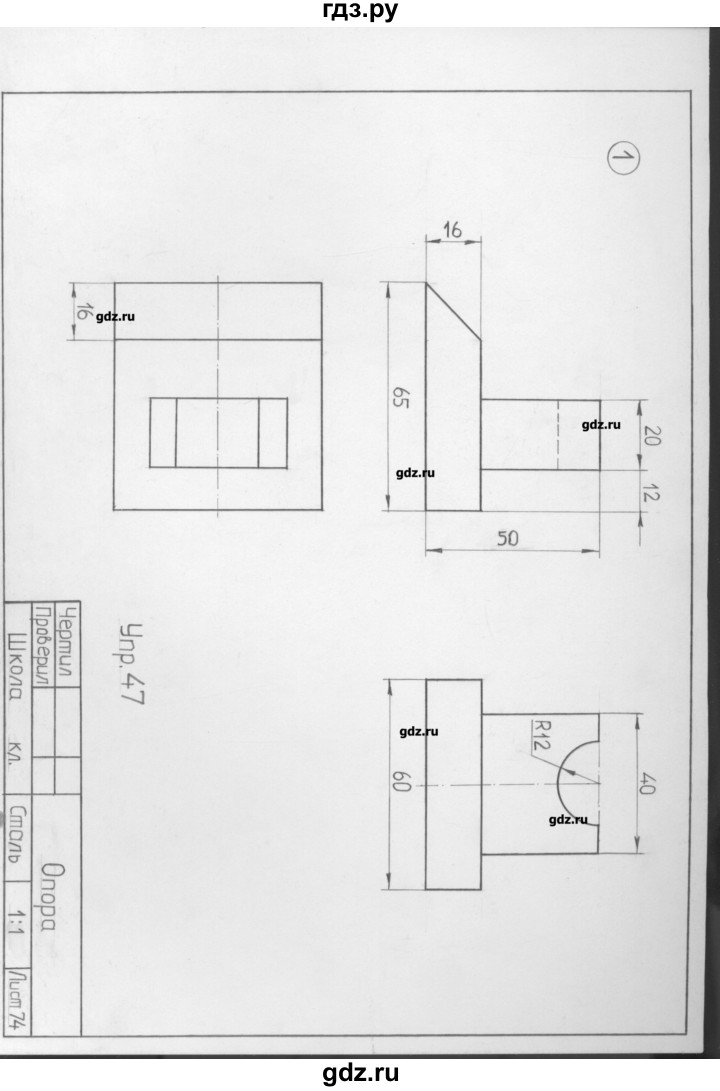 гдз.ру
1
16
16
gdz.ru
65
gdz.ru
20
gdz.ru
12
50
Упр. 47
gdz.ru
60
R12
40
gdz.ru
Чертил
Проверил
Школа кл.
Опора
Сталь
1:1
Лист 74
gdz.ru